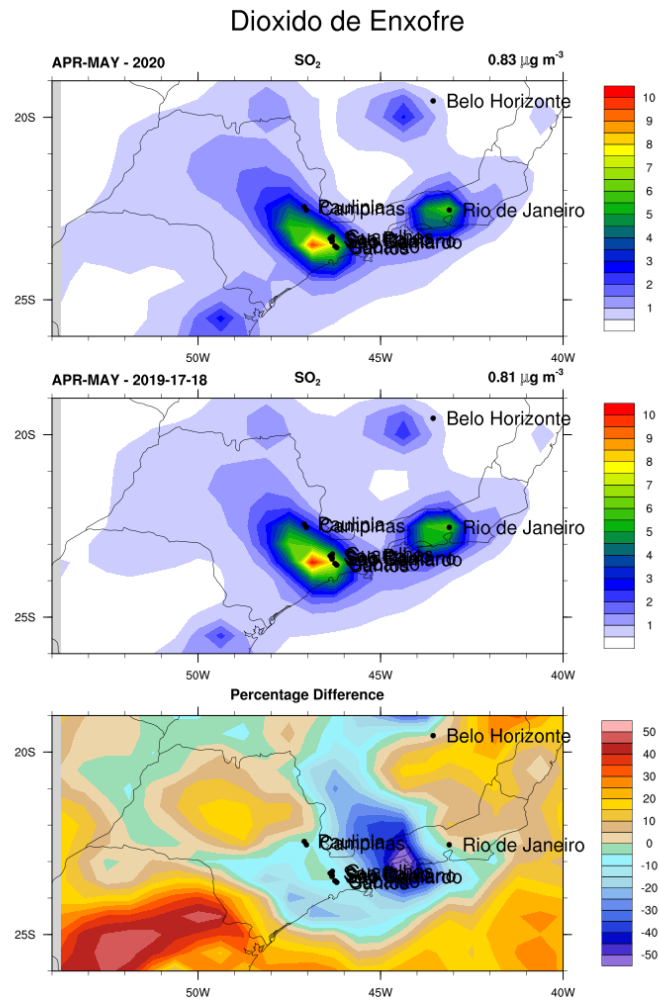 Dioxido de Enxofre
APR-MAY - 2020 SO₂ 0.83 µg m⁻³
Belo Horizonte
Rio de Janeiro
Santos
20S
25S
50W 45W 40W
10
9
8
7
6
5
4
3
2
1
APR-MAY - 2019-17-18 SO₂ 0.81 µg m⁻³
Belo Horizonte
Rio de Janeiro
Santos
20S
25S
50W 45W 40W
10
9
8
7
6
5
4
3
2
1
Percentage Difference
Belo Horizonte
Rio de Janeiro
Santos
20S
25S
50W 45W 40W
50
40
30
20
10
0
-10
-20
-30
-40
-50